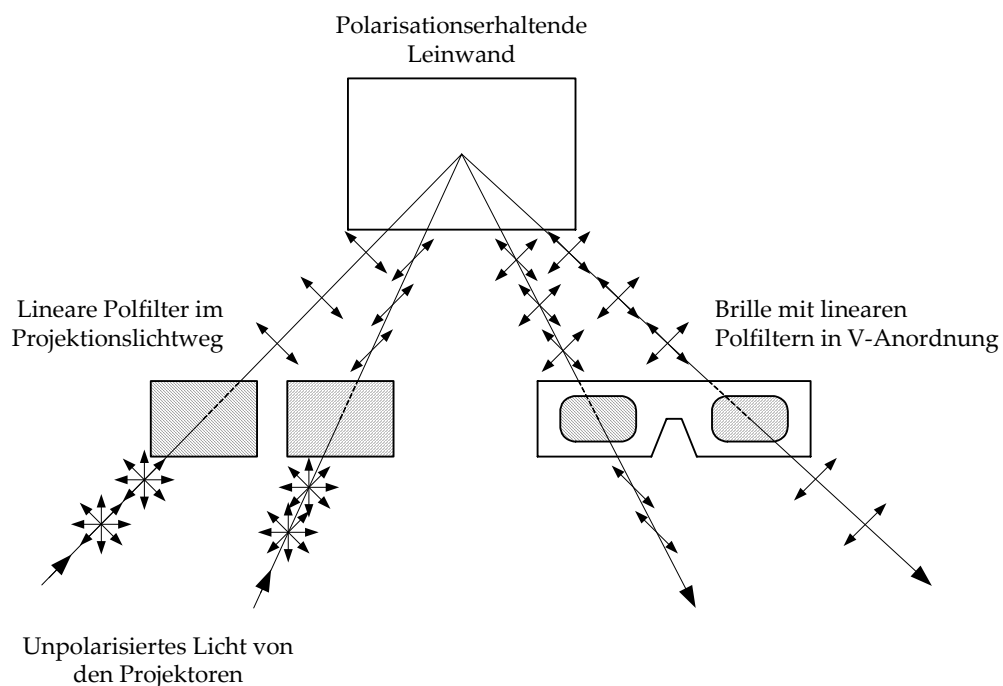 Polarisationserhaltende
Leinwand
Lineare Polfilter im
Projektionslichtweg
Brille mit linearen
Polfiltern in V-Anordnung
Unpolarisiertes Licht von
den Projektoren